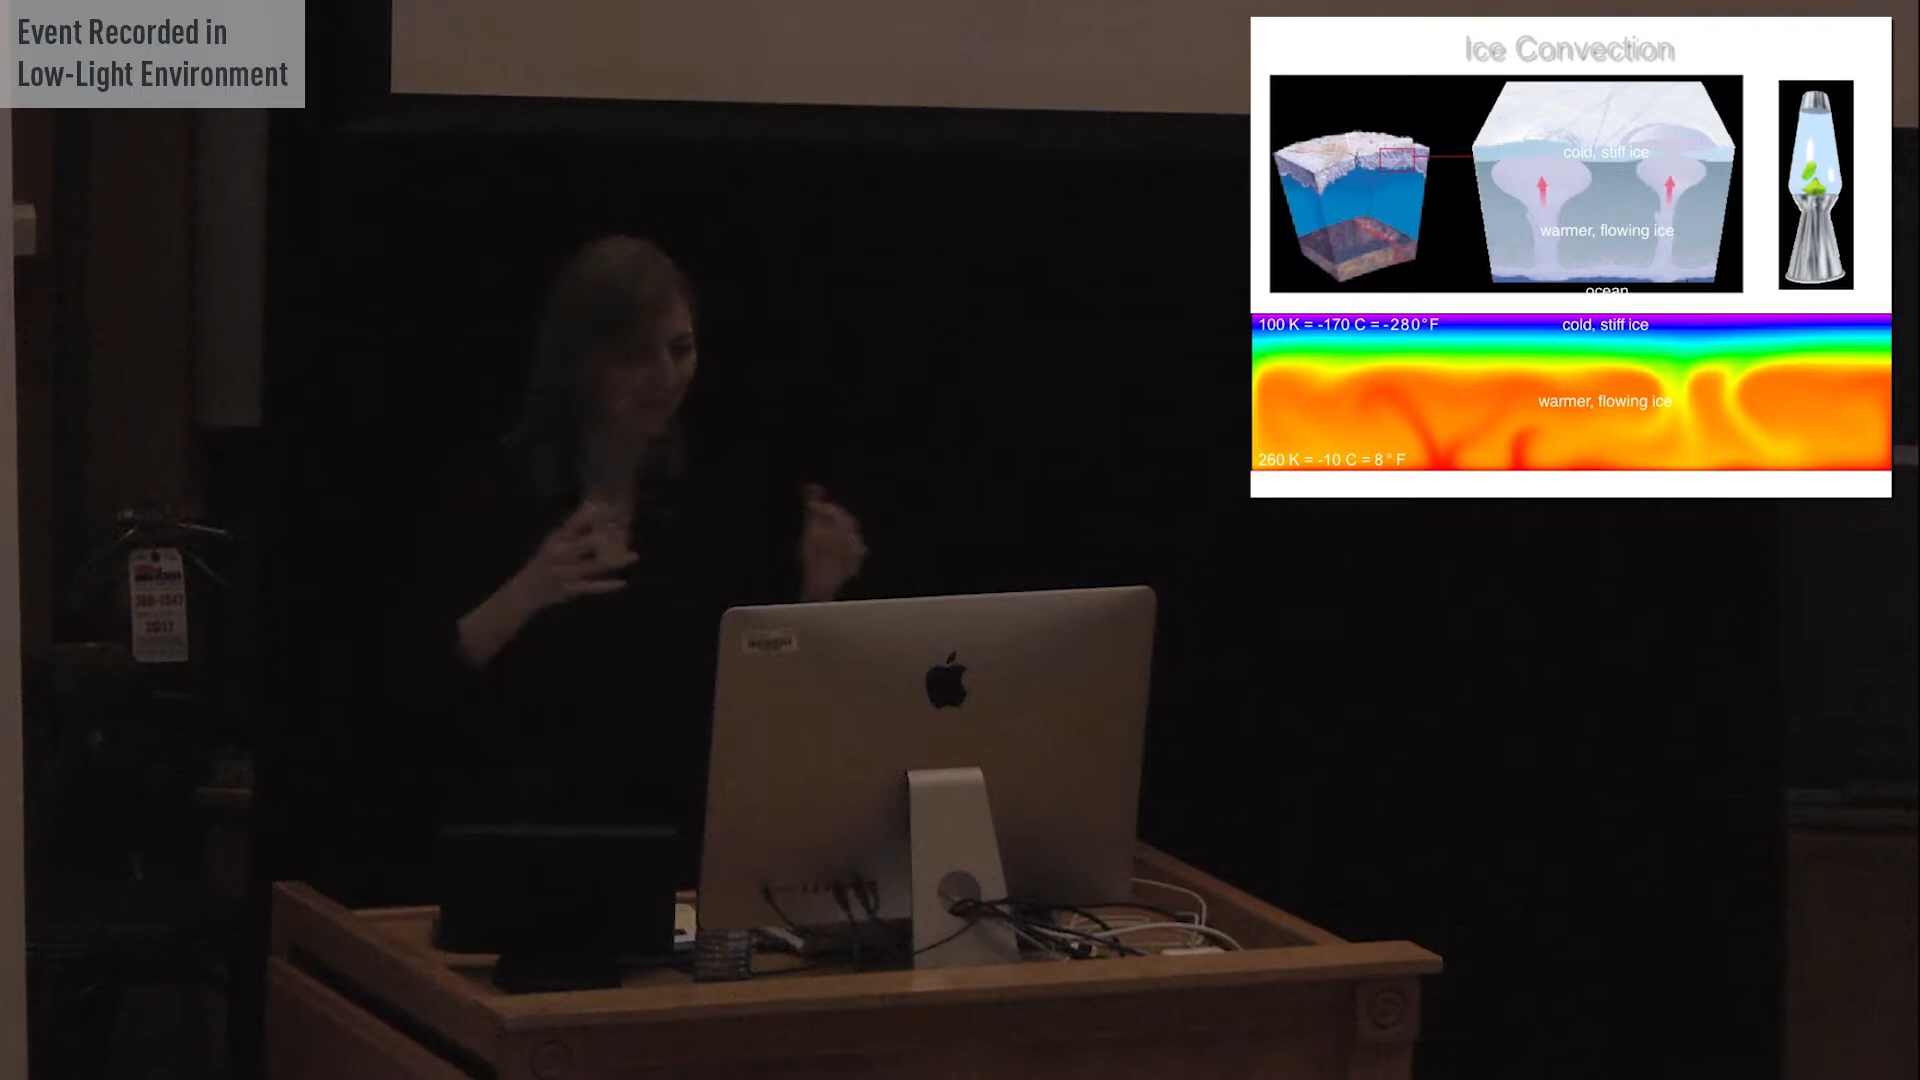 Event Recorded in
Low-Light Environment
Ice Convection
cold, stiff ice
warmer, flowing ice
ocean
100 K = -170 C = -280°F
cold, stiff ice
warmer, flowing ice
260 K = -10 C = 8°F
2017